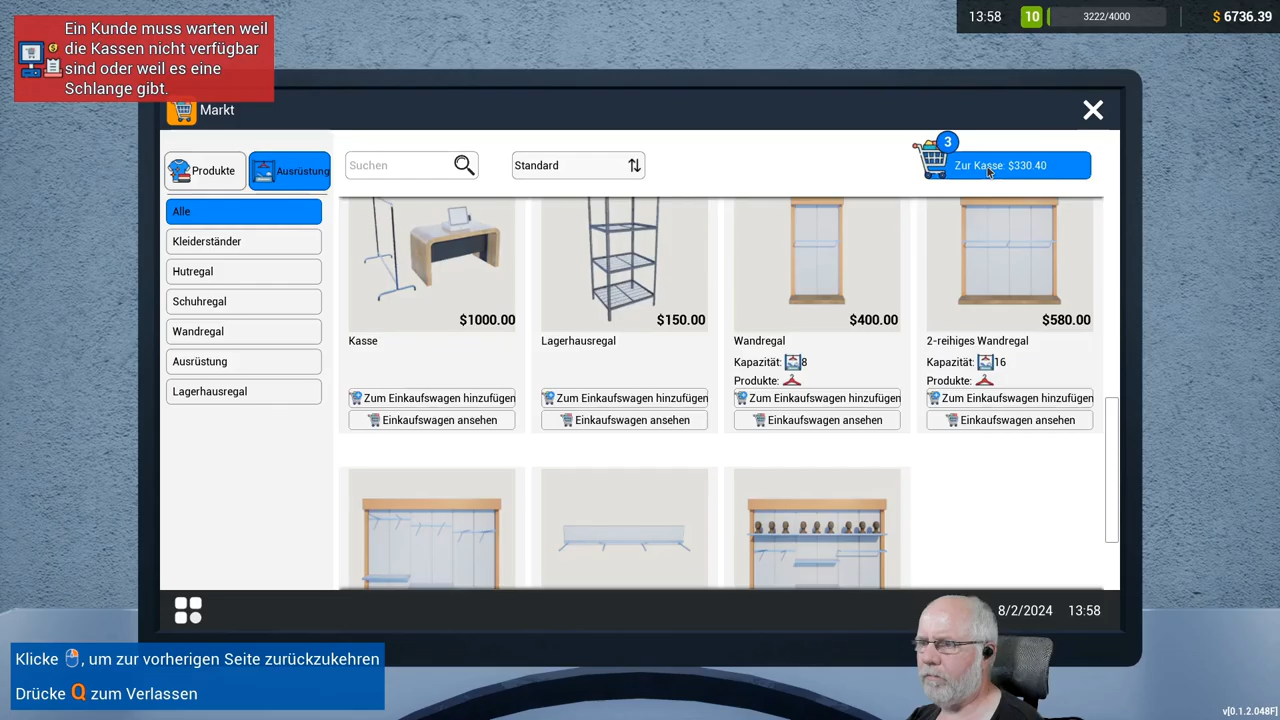 Ein Kunde muss warten weil
die Kassen nicht verfügbar
sind oder weil es eine
Schlange gibt.
13:58
10
3222/4000
$ 6736.39
Markt
Produkte
Ausrüstung
Suchen
Standard
3
Zur Kasse: $330.40
Alle
Kleiderständer
Hutregal
Schuhregal
Wandregal
Ausrüstung
Lagerhausregal
$1000.00
$150.00
$400.00
$580.00
Kasse
Lagerhausregal
Wandregal
2-reihiges Wandregal
Kapazität: 8
Kapazität: 16
Produkte:
Produkte:
Zum Einkaufswagen hinzufügen
Zum Einkaufswagen hinzufügen
Zum Einkaufswagen hinzufügen
Zum Einkaufswagen hinzufügen
Einkaufswagen ansehen
Einkaufswagen ansehen
Einkaufswagen ansehen
Einkaufswagen ansehen
8/2/2024
13:58
Klicke , um zur vorherigen Seite zurückzukehren
Drücke Q zum Verlassen
v[0.1.2.048F]